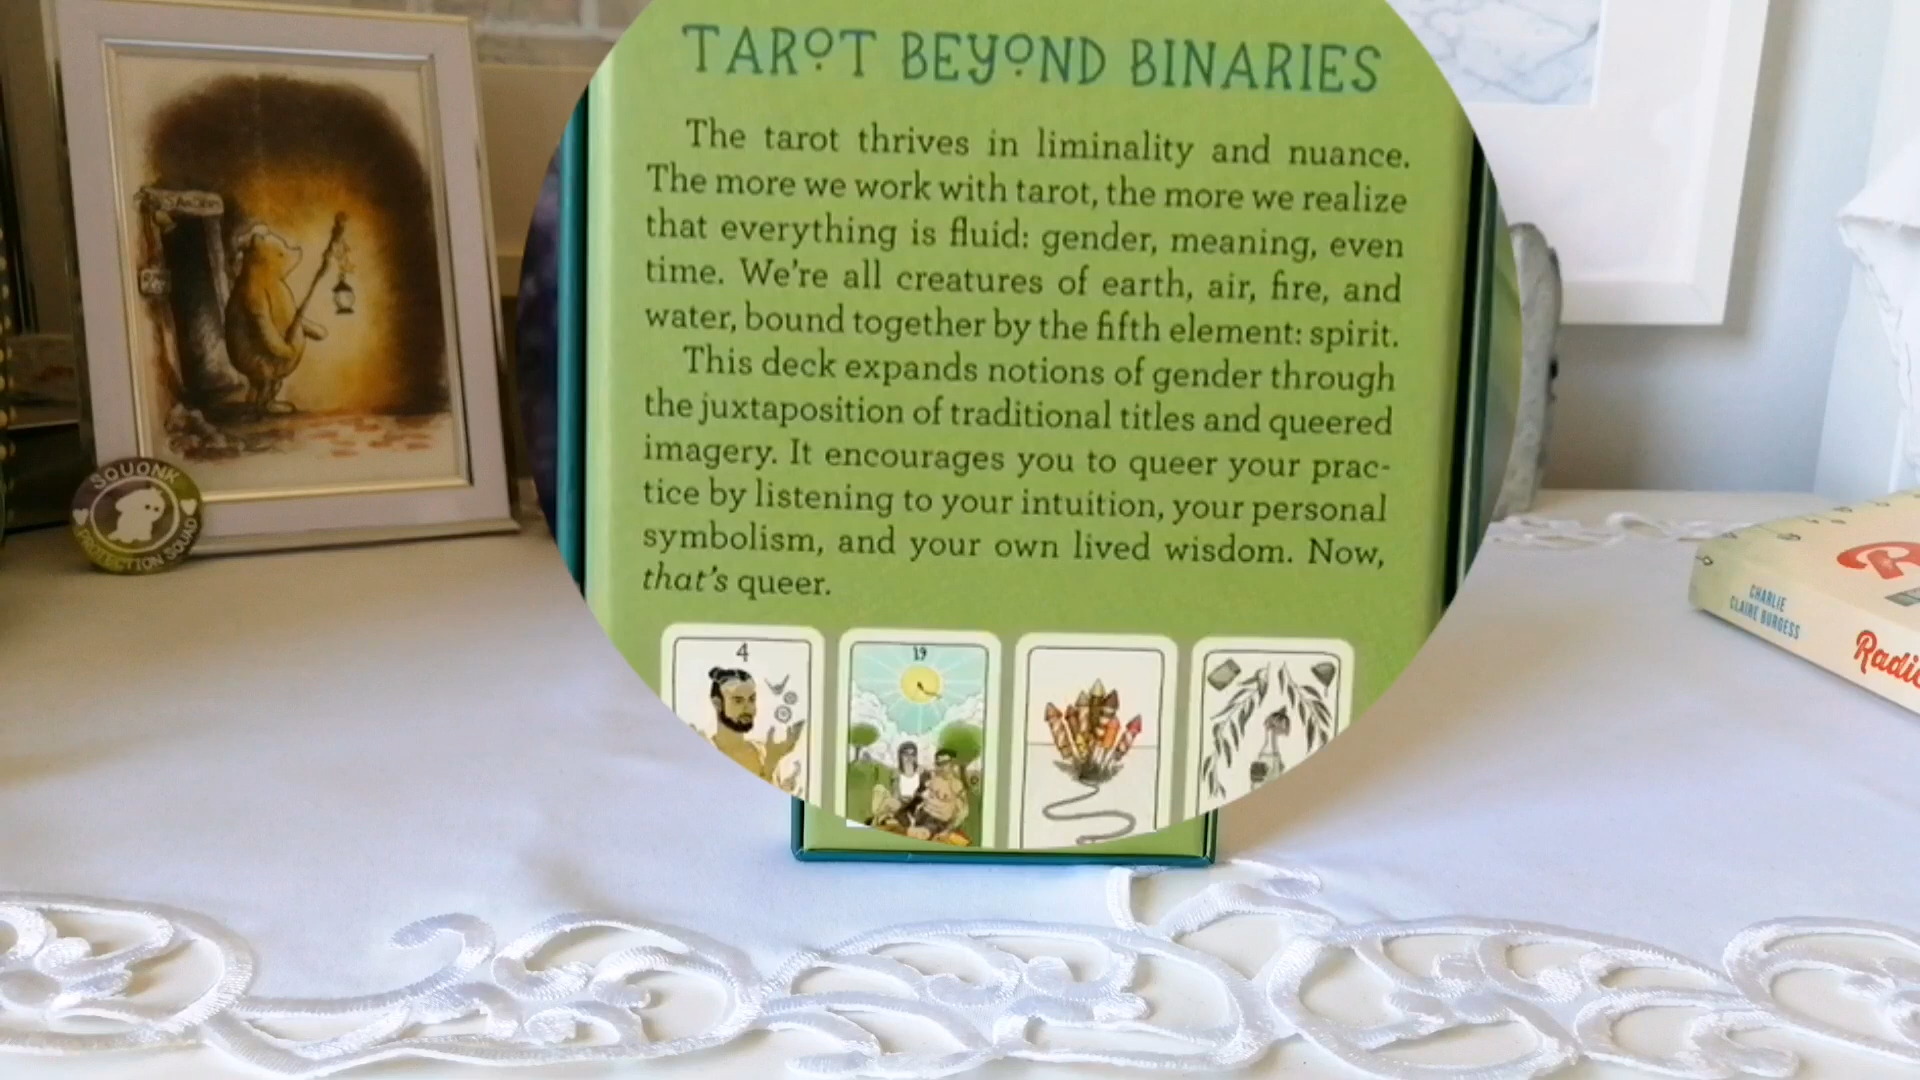 TAROT BEYOND BINARIES
The tarot thrives in liminality and nuance.
The more we work with tarot, the more we realize
that everything is fluid: gender, meaning, even
time. We're all creatures of earth, air, fire, and
water, bound together by the fifth element: spirit.
This deck expands notions of gender through
the juxtaposition of traditional titles and queered
imagery. It encourages you to queer your prac-
tice by listening to your intuition, your personal
symbolism, and your own lived wisdom. Now,
that's queer.
4
19
SQUONK
PROTECTION SQUAD
CHARLIE
CLAIRE BURGESS
Radic